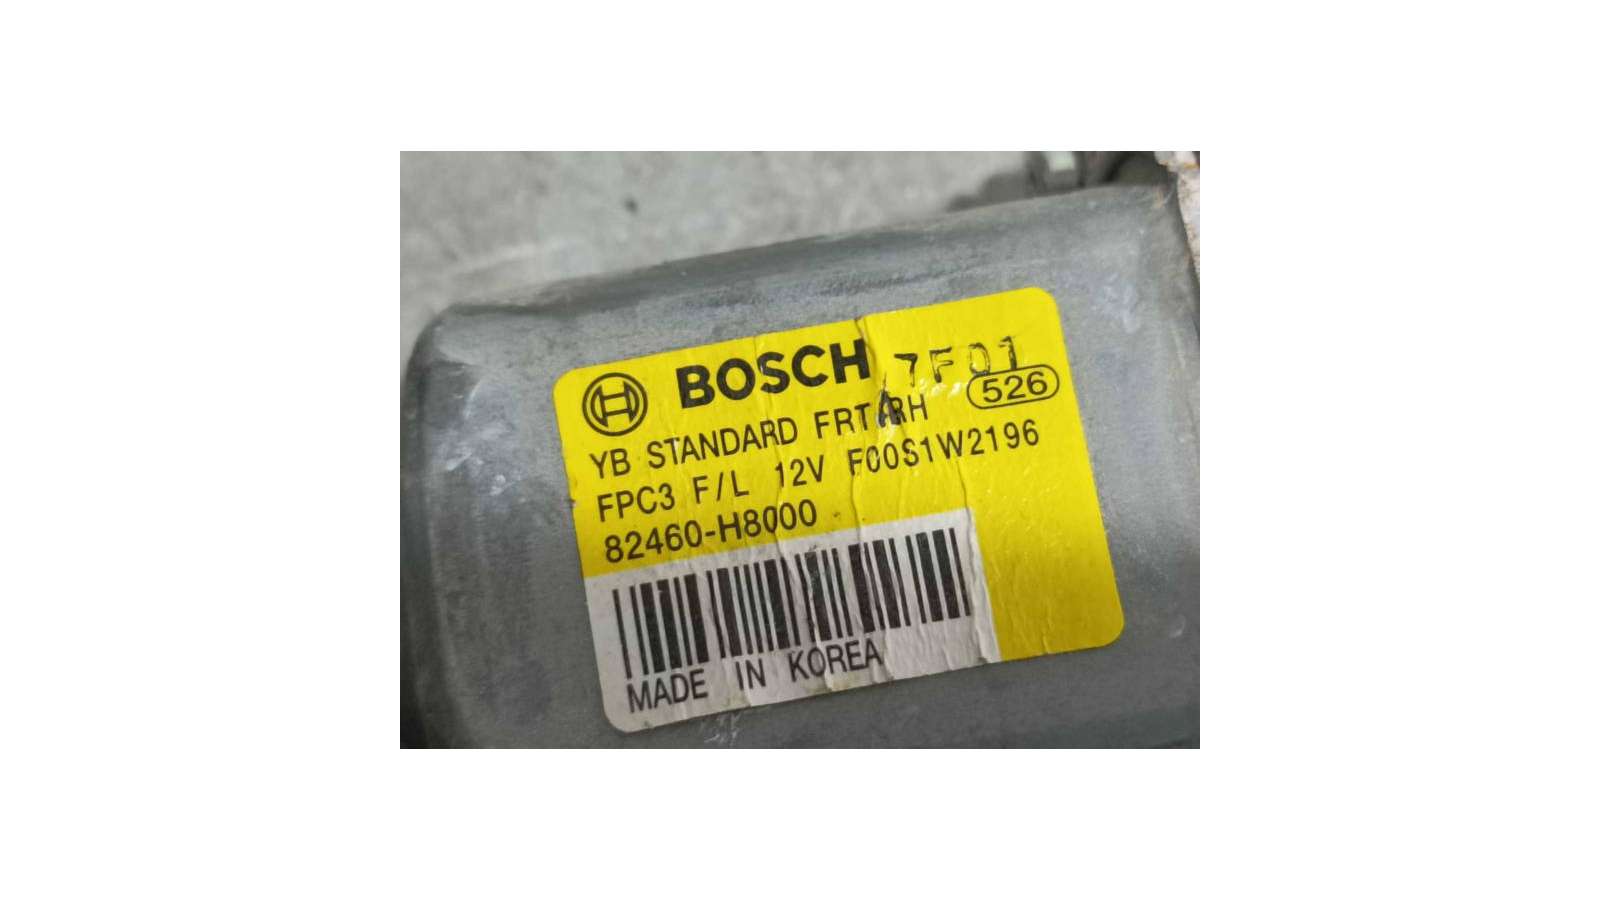 BOSCH 7F01
526
YB STANDARD FRT RH
FPC3 F/L 12V F00S1W2196
82460-H8000
MADE IN KOREA